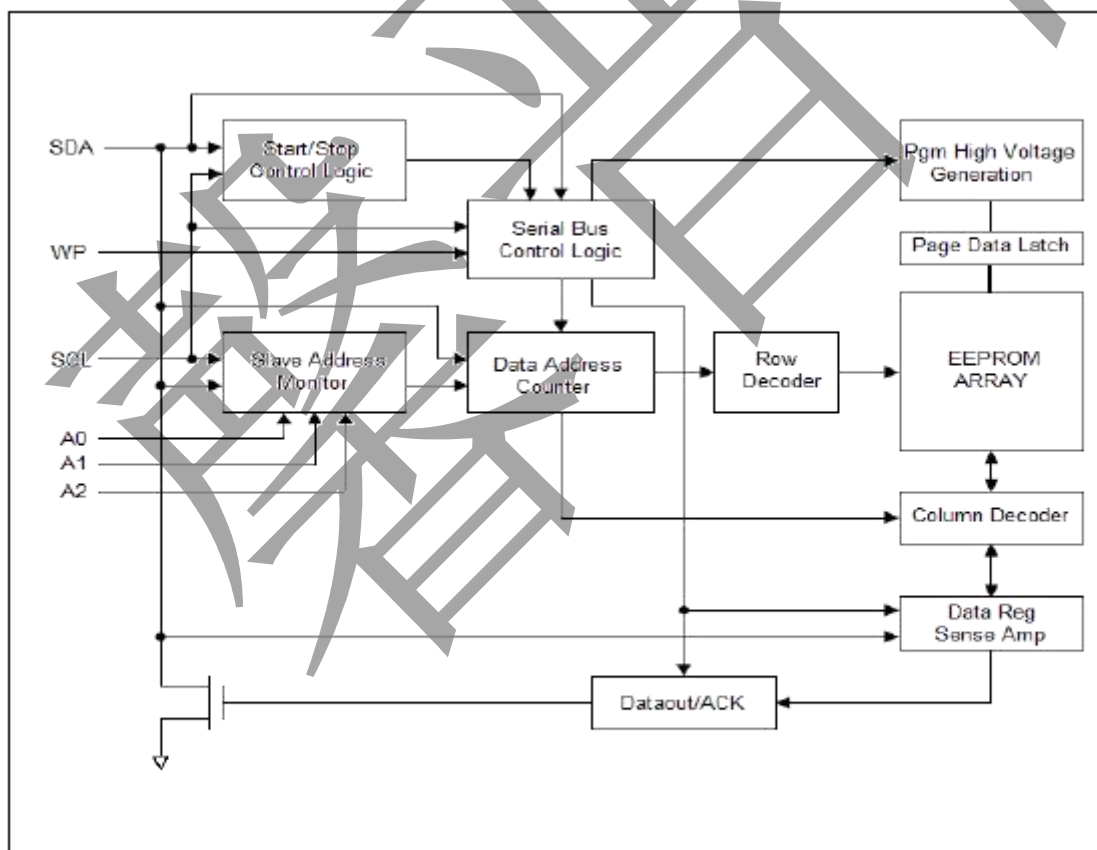 SDA
Start/Stop
Control Logic
Pgm High Voltage
Generation
WP
Serial Bus
Control Logic
Page Data Latch
SCL
Slave Address
Monitor
Data Address
Counter
Row
Decoder
EEPROM
ARRAY
A0
A1
A2
Column Decoder
Data Reg
Sense Amp
Dataout/ACK